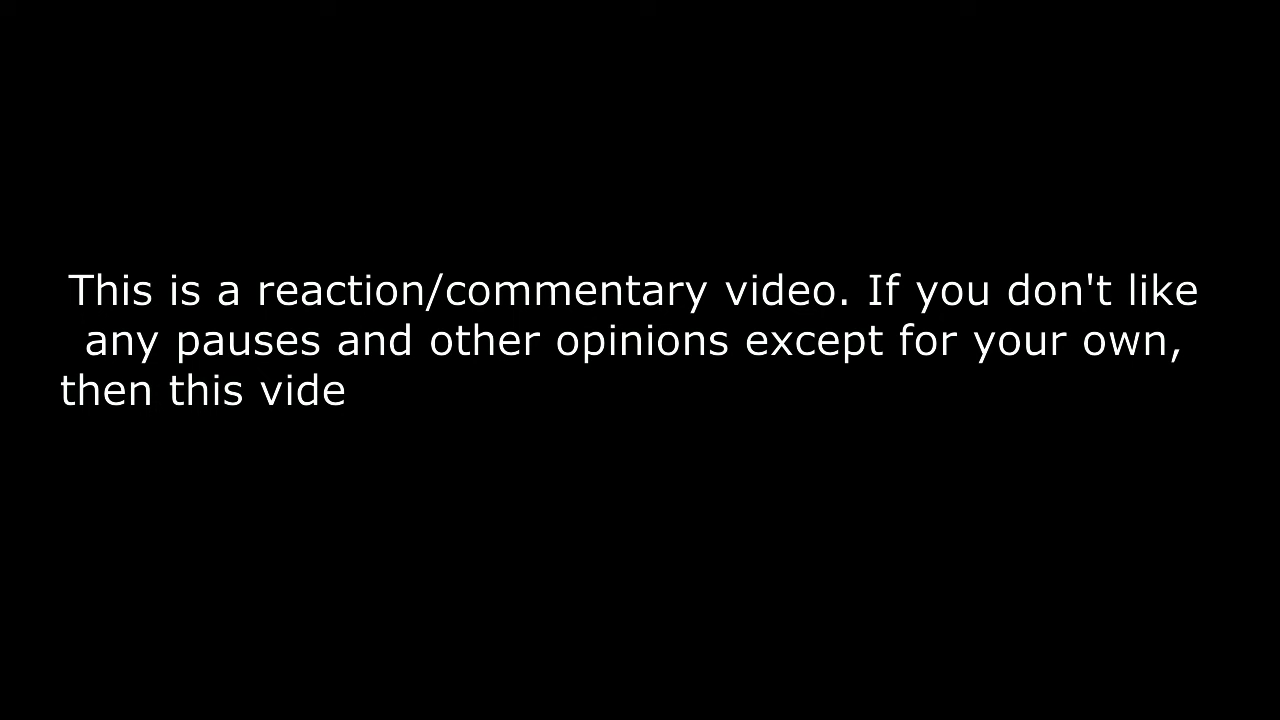 This is a reaction/commentary video. If you don't like
any pauses and other opinions except for your own,
then this vide